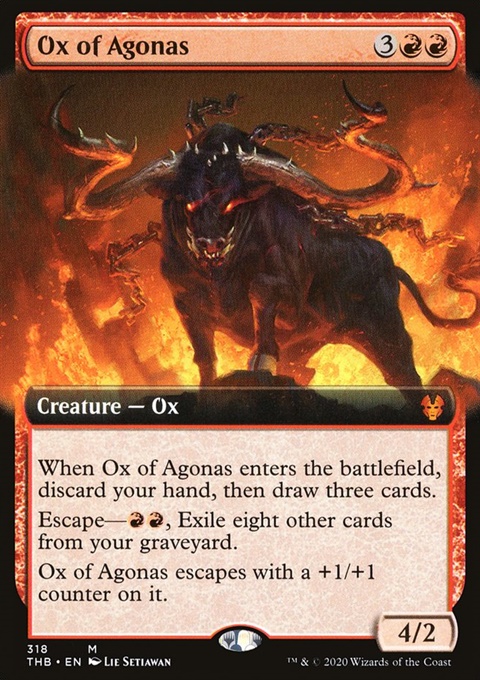 Ox of Agonas 3
Creature — Ox
When Ox of Agonas enters the battlefield,
discard your hand, then draw three cards.
Escape—, Exile eight other cards
from your graveyard.
Ox of Agonas escapes with a +1/+1
counter on it.
4/2
318 M
THB • EN Lie Setiawan
™ & © 2020 Wizards of the Coast